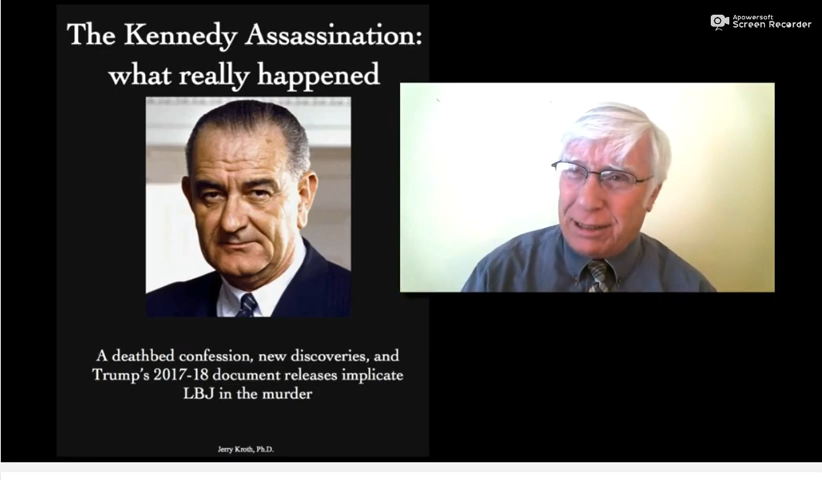 The Kennedy Assassination:
what really happened
Apowersoft
Screen Recorder
A deathbed confession, new discoveries, and
Trump's 2017-18 document releases implicate
LBJ in the murder
Jerry Kroth, Ph.D.